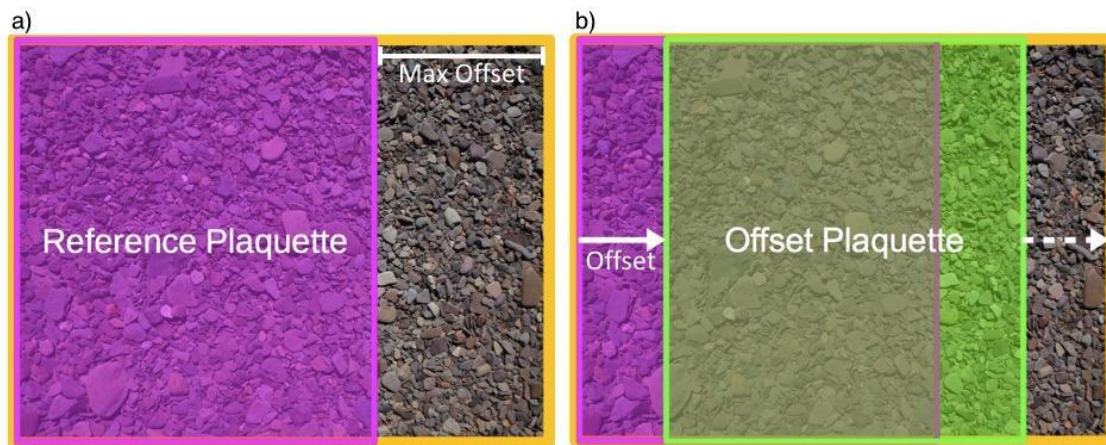 a)
Max Offset
Reference Plaquette
b)
Offset
Offset Plaquette